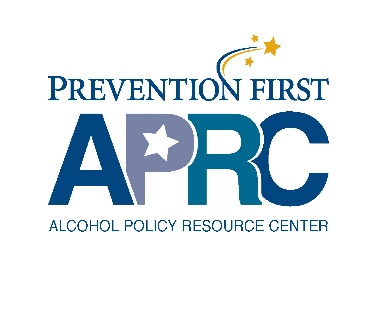 PREVENTION FIRST
APRC
ALCOHOL POLICY RESOURCE CENTER